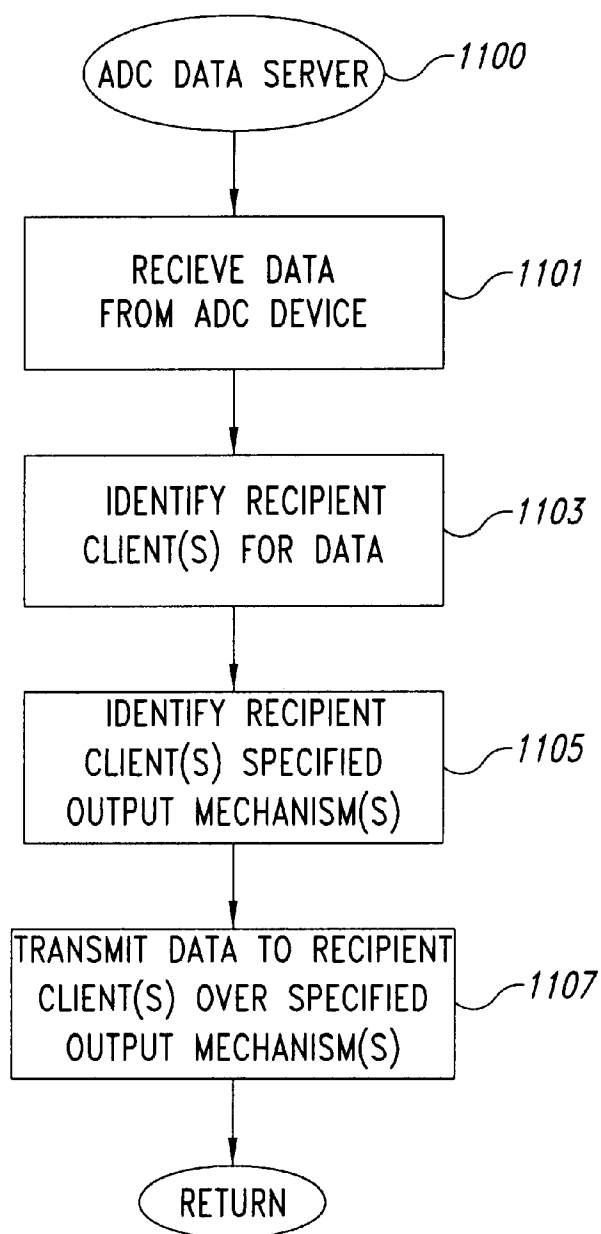 ADC DATA SERVER
1100
RECIEVE DATA
FROM ADC DEVICE
1101
IDENTIFY RECIPIENT
CLIENT(S) FOR DATA
1103
IDENTIFY RECIPIENT
CLIENT(S) SPECIFIED
OUTPUT MECHANISM(S)
1105
TRANSMIT DATA TO RECIPIENT
CLIENT(S) OVER SPECIFIED
OUTPUT MECHANISM(S)
1107
RETURN